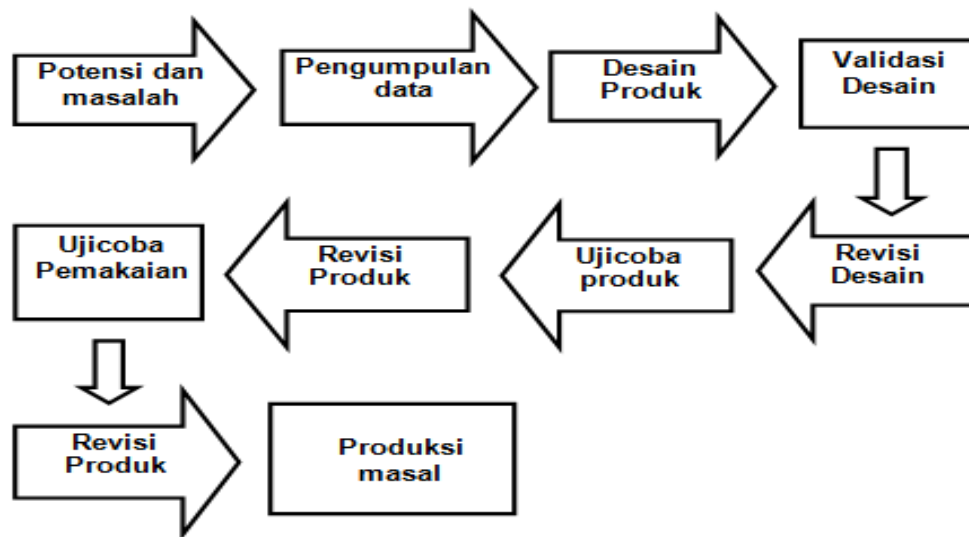 Potensi dan
masalah
Pengumpulan
data
Desain
Produk
Validasi
Desain
Revisi
Desain
Ujicoba
produk
Revisi
Produk
Ujicoba
Pemakaian
Revisi
Produk
Produksi
masal